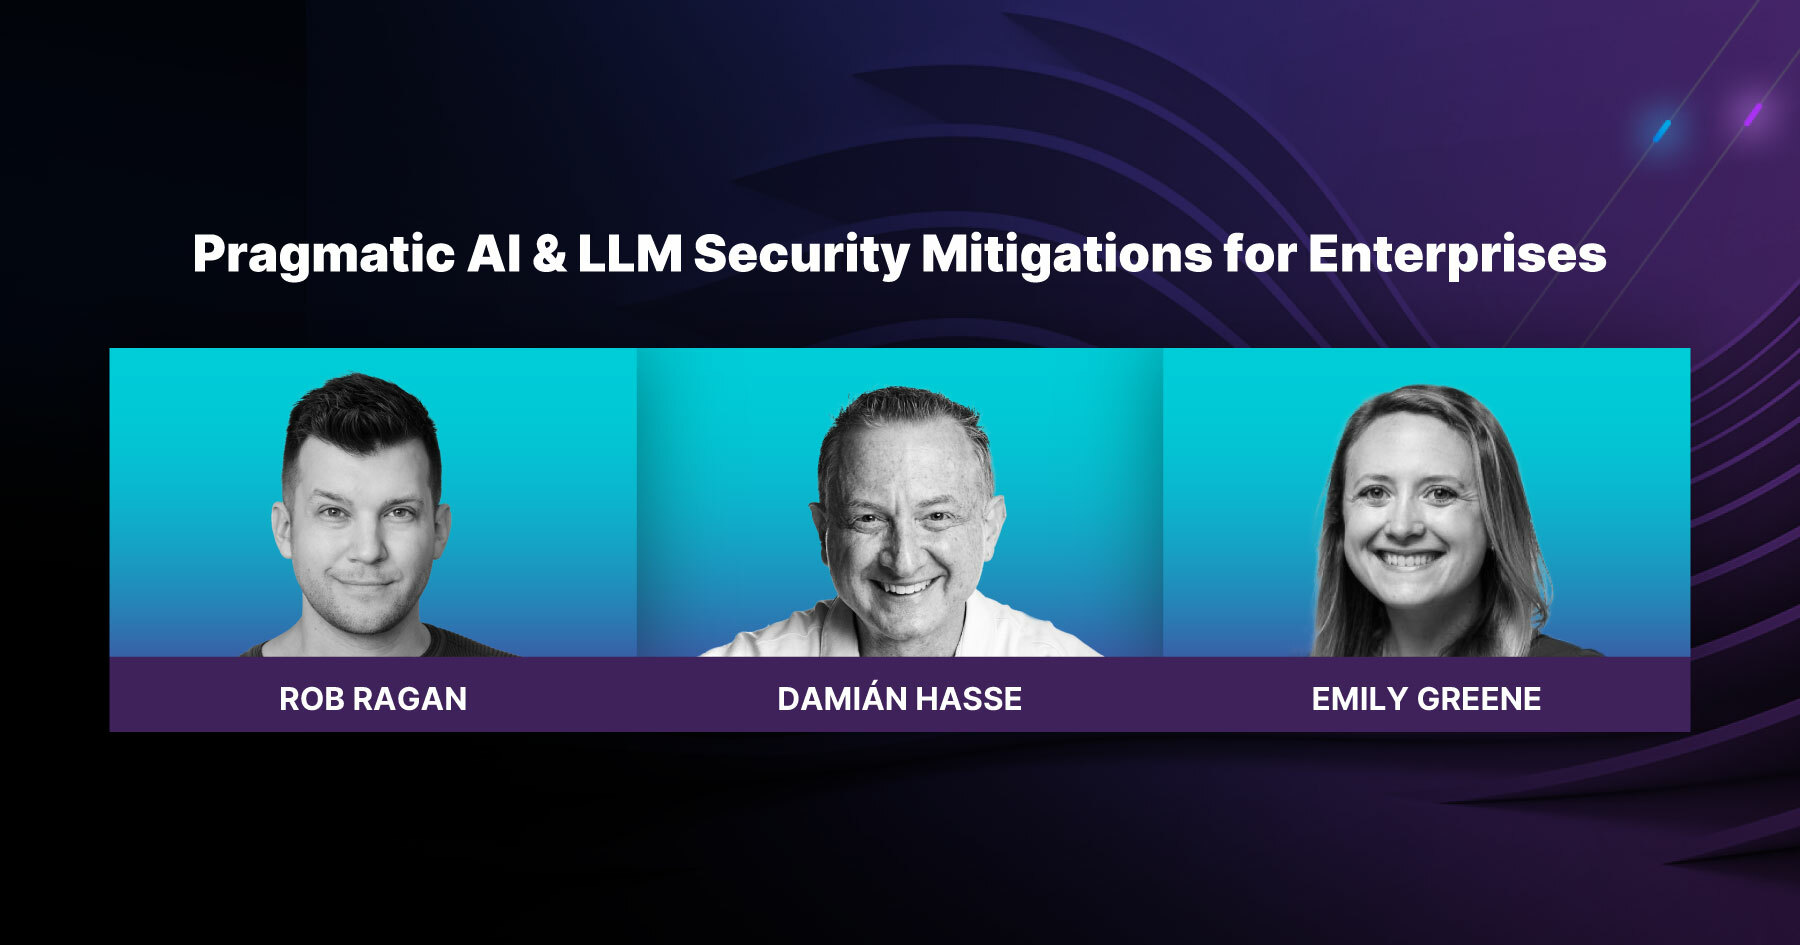 Pragmatic AI & LLM Security Mitigations for Enterprises
ROB RAGAN
DAMIÁN HASSE
EMILY GREENE